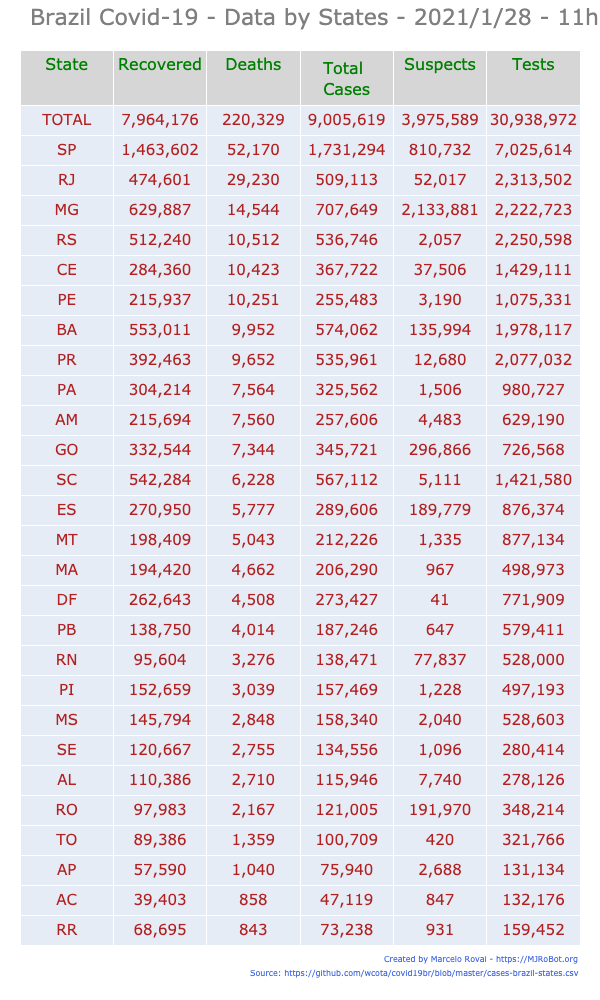 Brazil Covid-19 - Data by States - 2021/1/28 - 11h
State Recovered Deaths Total Cases Suspects Tests
TOTAL 7,964,176 220,329 9,005,619 3,975,589 30,938,972
SP 1,463,602 52,170 1,731,294 810,732 7,025,614
RJ 474,601 29,230 509,113 52,017 2,313,502
MG 629,887 14,544 707,649 2,133,881 2,222,723
RS 512,240 10,512 536,746 2,057 2,250,598
CE 284,360 10,423 367,722 37,506 1,429,111
PE 215,937 10,251 255,483 3,190 1,075,331
BA 553,011 9,952 574,062 135,994 1,978,117
PR 392,463 9,652 535,961 12,680 2,077,032
PA 304,214 7,564 325,562 1,506 980,727
AM 215,694 7,560 257,606 4,483 629,190
GO 332,544 7,344 345,721 296,866 726,568
SC 542,284 6,228 567,112 5,111 1,421,580
ES 270,950 5,777 289,606 189,779 876,374
MT 198,409 5,043 212,226 1,335 877,134
MA 194,420 4,662 206,290 967 498,973
DF 262,643 4,508 273,427 41 771,909
PB 138,750 4,014 187,246 647 579,411
RN 95,604 3,276 138,471 77,837 528,000
PI 152,659 3,039 157,469 1,228 497,193
MS 145,794 2,848 158,340 2,040 528,603
SE 120,667 2,755 134,556 1,096 280,414
AL 110,386 2,710 115,946 7,740 278,126
RO 97,983 2,167 121,005 191,970 348,214
TO 89,386 1,359 100,709 420 321,766
AP 57,590 1,040 75,940 2,688 131,134
AC 39,403 858 47,119 847 132,176
RR 68,695 843 73,238 931 159,452
Created by Marcelo Rovai - https://MJRoBot.org
Source: https://github.com/wcota/covid19br/blob/master/cases-brazil-states.csv